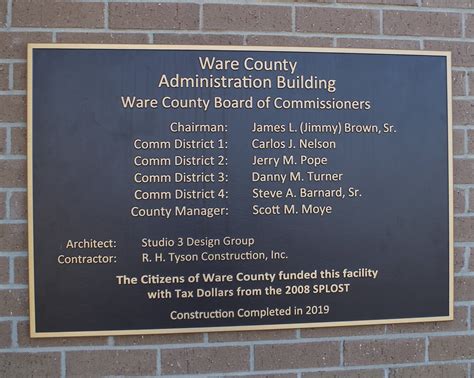 Ware County
Administration Building
Ware County Board of Commissioners
Chairman: James L. (Jimmy) Brown, Sr.
Comm District 1: Carlos J. Nelson
Comm District 2: Jerry M. Pope
Comm District 3: Danny M. Turner
Comm District 4: Steve A. Barnard, Sr.
County Manager: Scott M. Moye
Architect: Studio 3 Design Group
Contractor: R. H. Tyson Construction, Inc.
The Citizens of Ware County funded this facility
with Tax Dollars from the 2008 SPLOST
Construction Completed in 2019